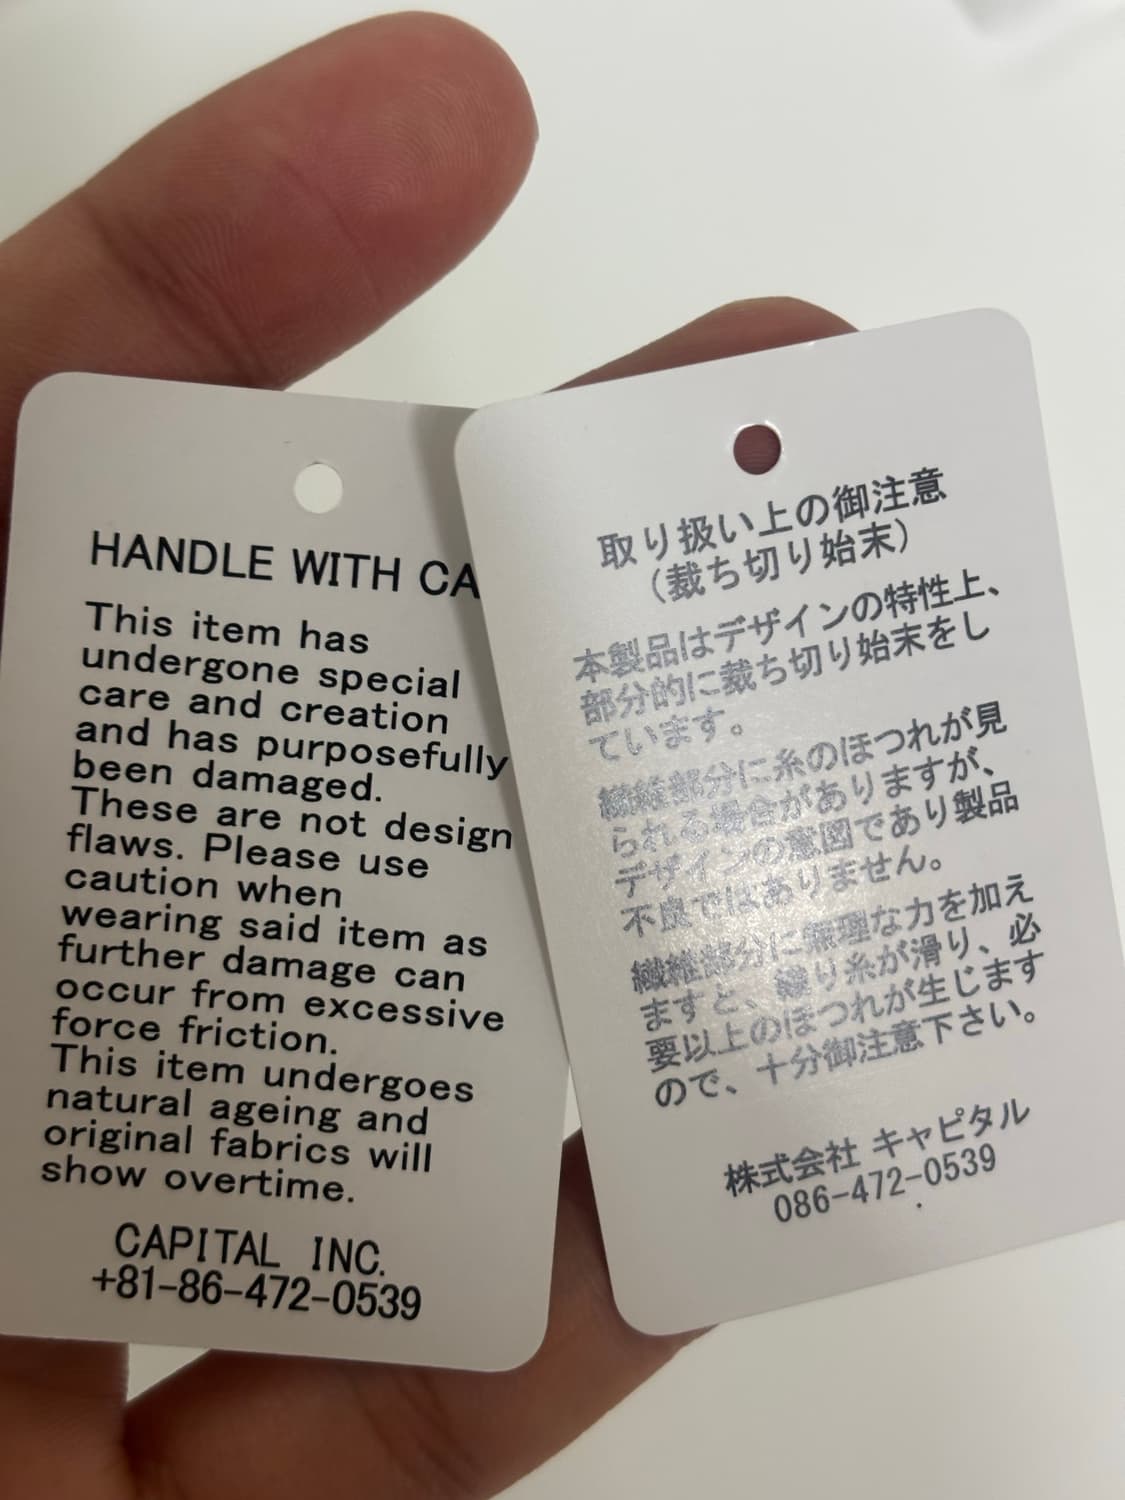 HANDLE WITH CA
This item has
undergone special
care and creation
and has purposefully
been damaged.
These are not design
flaws. Please use
caution when
wearing said item as
further damage can
occur from excessive
force friction.
This item undergoes
natural ageing and
original fabrics will
show overtime.
CAPITAL INC.
+81-86-472-0539
取り扱い上の御注意
（裁ち切り始末）
本製品はデザインの特性上、
部分的に裁ち切り始末をし
ています。
繊維部分に糸のほつれが見
られる場合がありますが、
デザインの意図であり製品
不良ではありません。
繊維部分に無理な力を加え
ますと、織り糸が滑り、必
要以上のほつれが生じます
ので、十分御注意下さい。
株式会社 キャピタル
086-472-0539